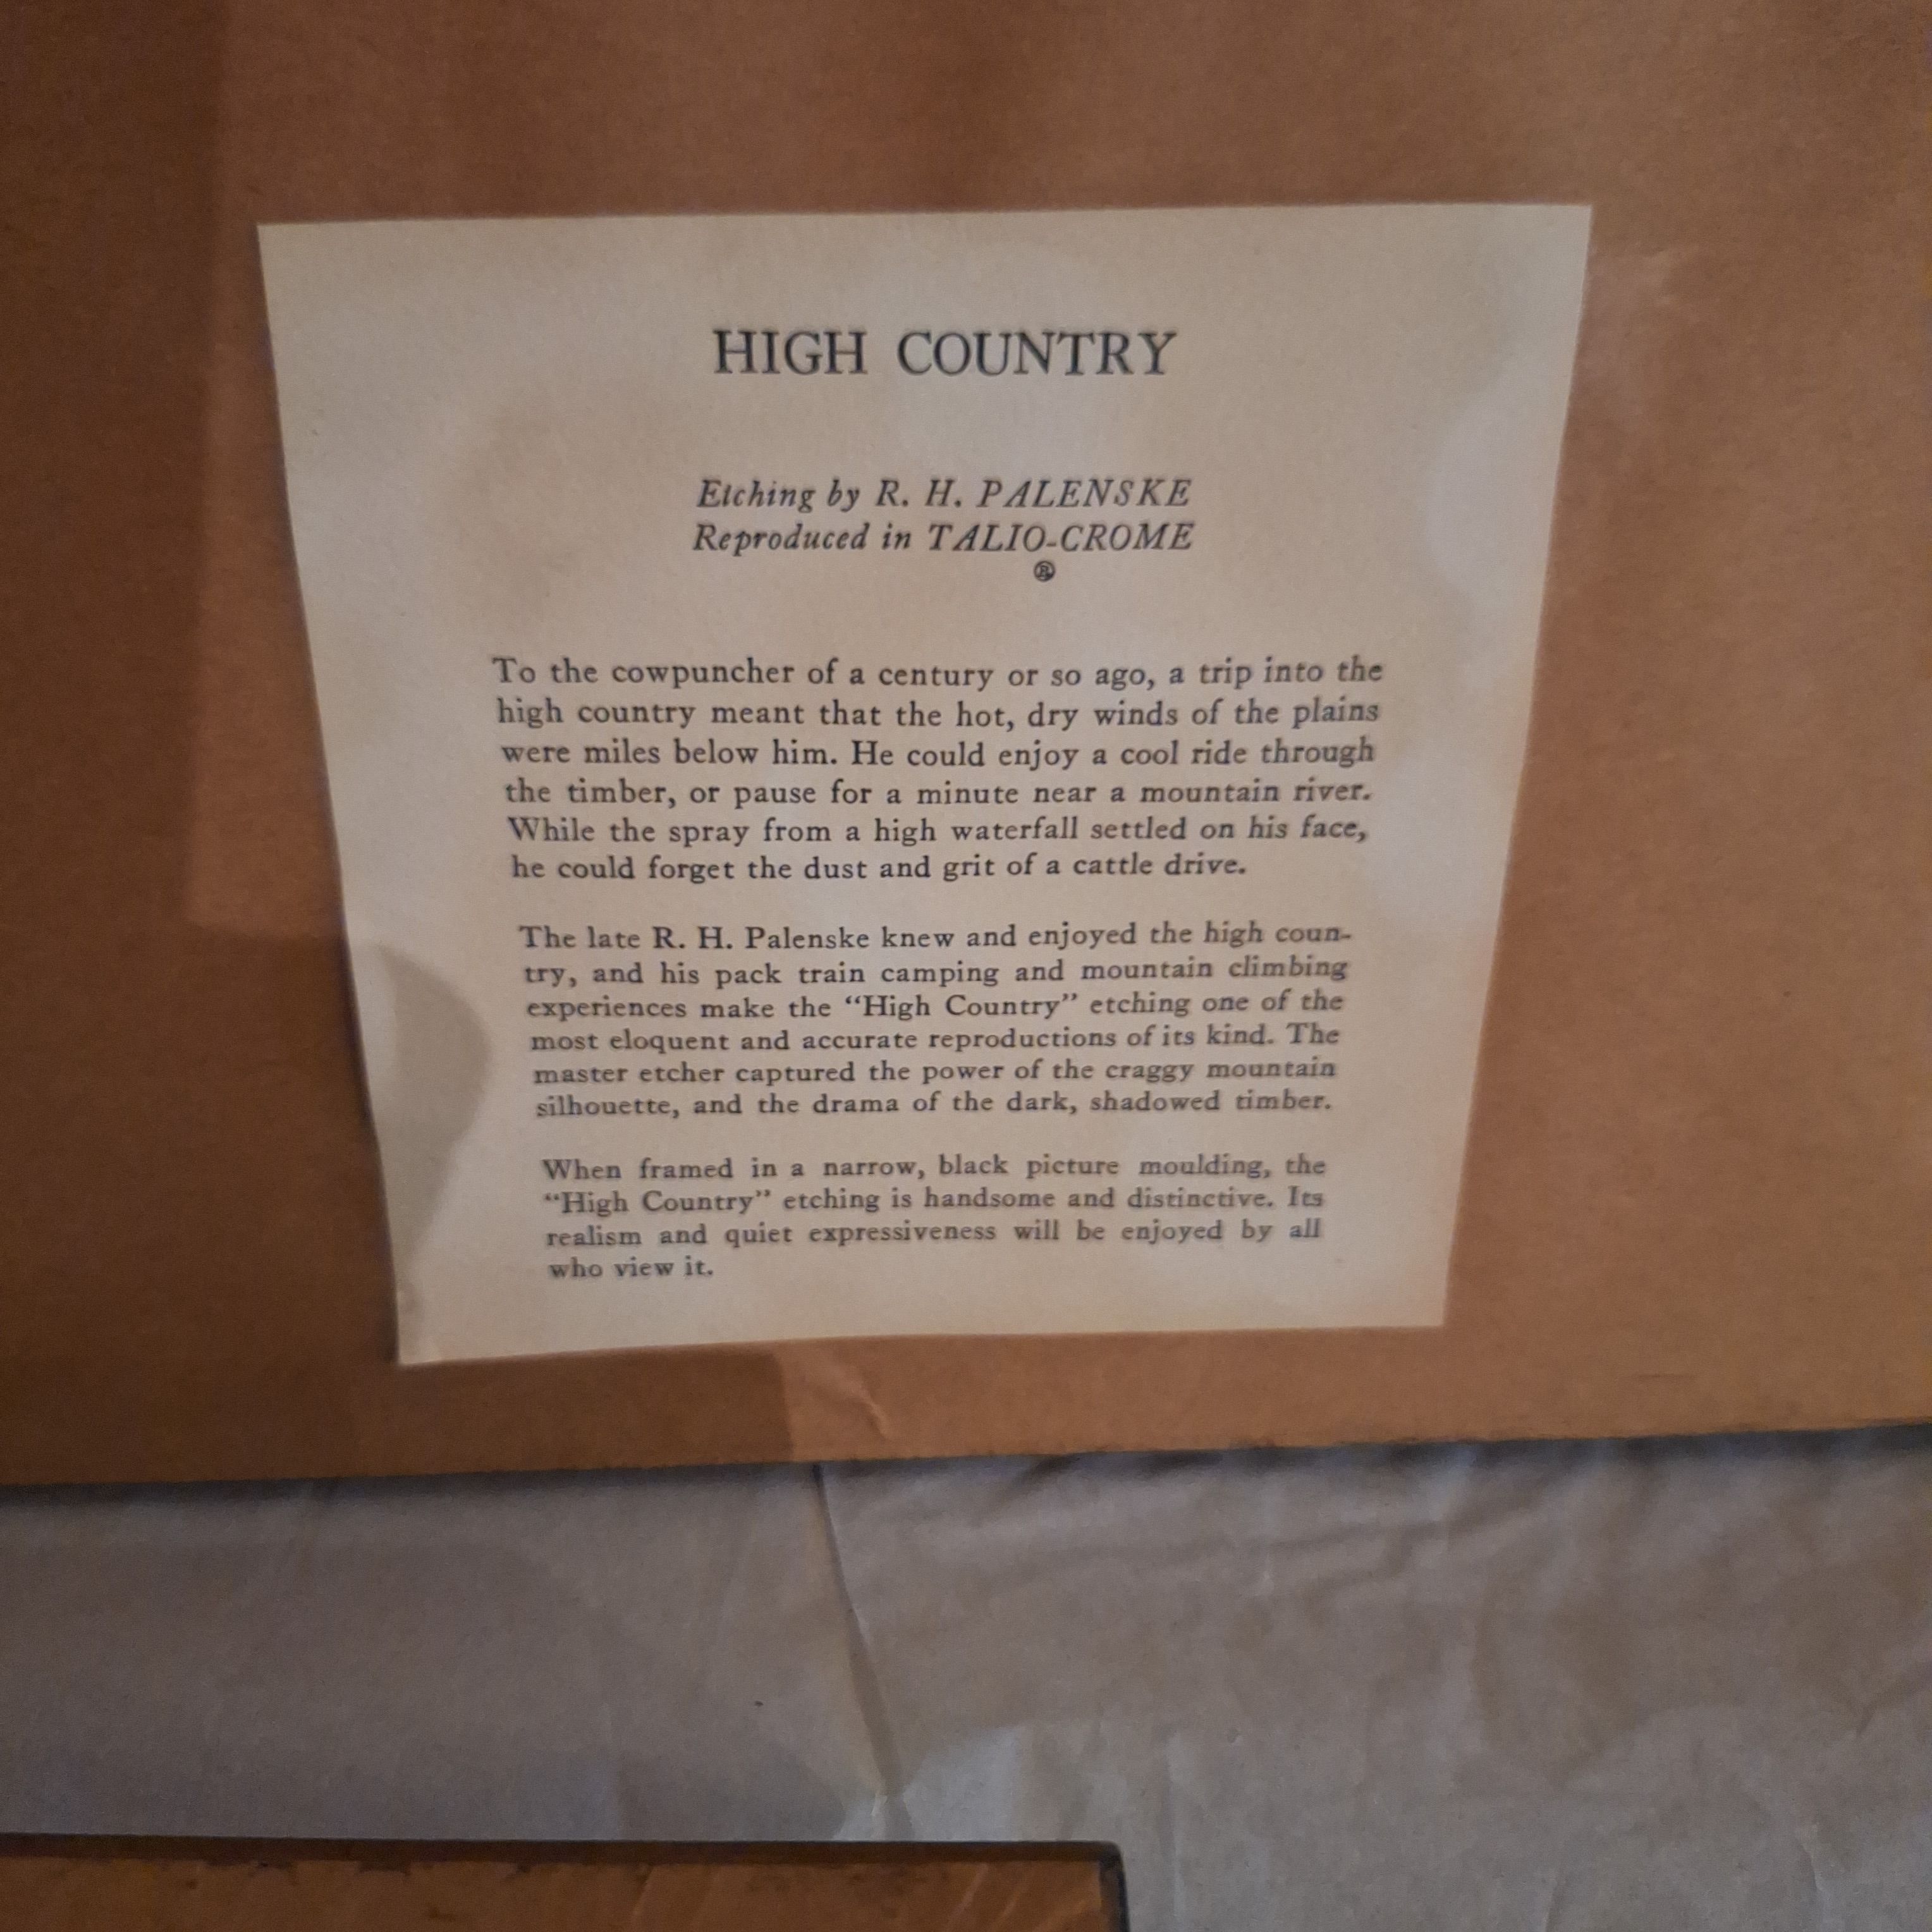 HIGH COUNTRY
Etching by R. H. PALENSKE
Reproduced in TALIO-CROME
®
To the cowpuncher of a century or so ago, a trip into the
high country meant that the hot, dry winds of the plains
were miles below him. He could enjoy a cool ride through
the timber, or pause for a minute near a mountain river.
While the spray from a high waterfall settled on his face,
he could forget the dust and grit of a cattle drive.
The late R. H. Palenske knew and enjoyed the high coun-
try, and his pack train camping and mountain climbing
experiences make the “High Country” etching one of the
most eloquent and accurate reproductions of its kind. The
master etcher captured the power of the craggy mountain
silhouette, and the drama of the dark, shadowed timber.
When framed in a narrow, black picture moulding, the
“High Country” etching is handsome and distinctive. Its
realism and quiet expressiveness will be enjoyed by all
who view it.